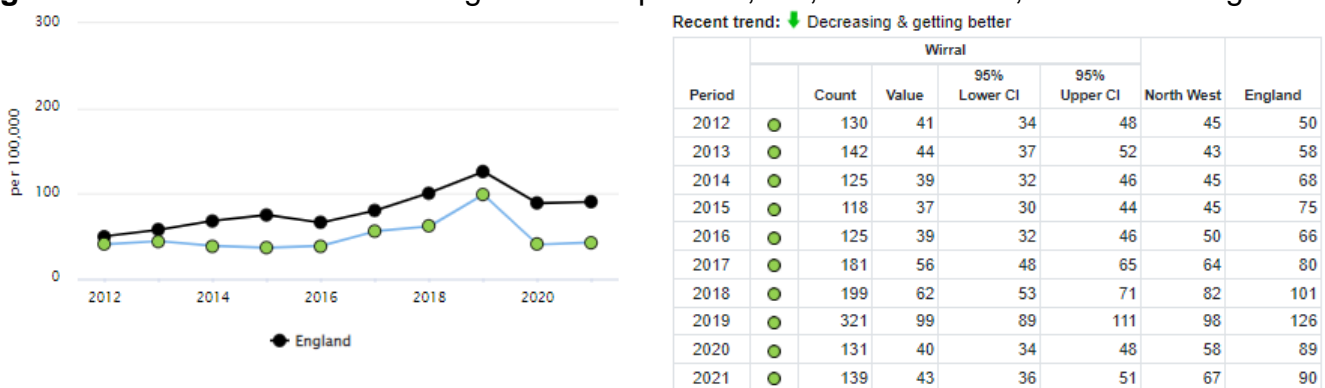 300
200
100
0
per 100,000
2012
2014
2016
2018
2020
England
Recent trend: Decreasing & getting better
Wirral
Period Count Value 95% Lower CI 95% Upper CI North West England
2012 130 41 34 48 45 50
2013 142 44 37 52 43 58
2014 125 39 32 46 45 68
2015 118 37 30 44 45 75
2016 125 39 32 46 50 66
2017 181 56 48 65 64 80
2018 199 62 53 71 82 101
2019 321 99 89 111 98 126
2020 131 40 34 48 58 89
2021 139 43 36 51 67 90